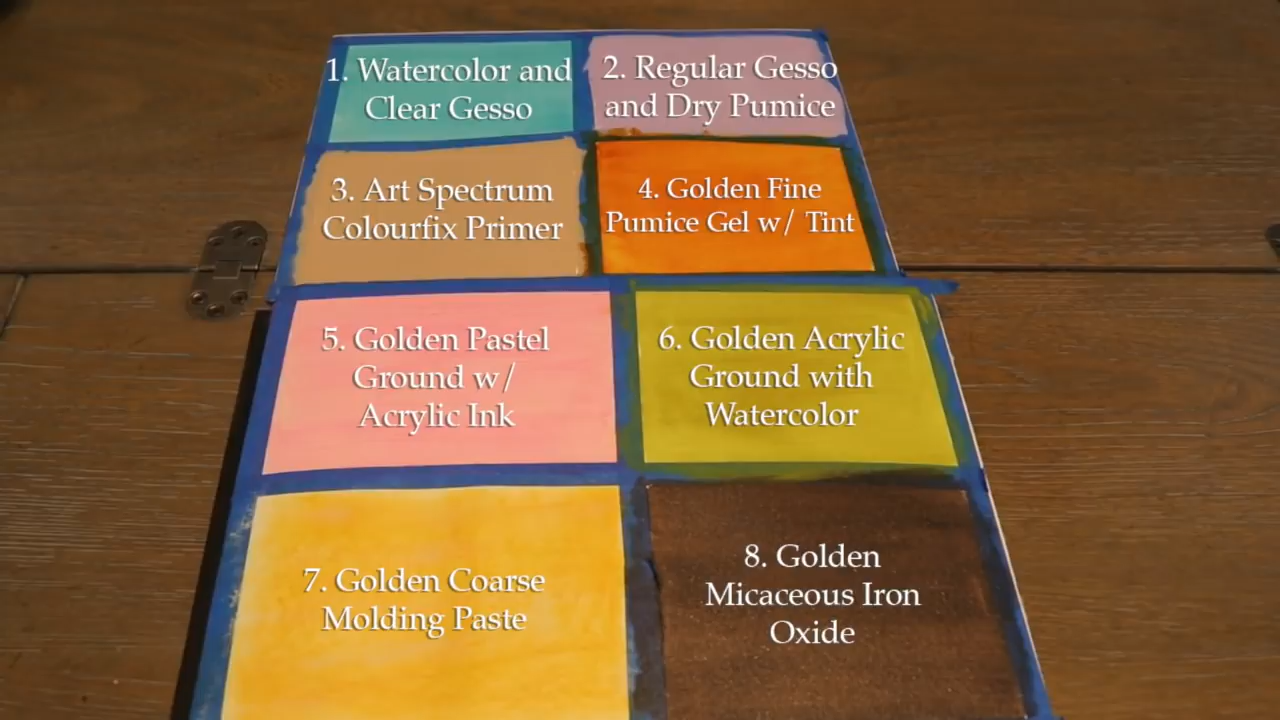 1. Watercolor and
Clear Gesso
2. Regular Gesso
and Dry Pumice
3. Art Spectrum
Colourfix Primer
4. Golden Fine
Pumice Gel w/ Tint
5. Golden Pastel
Ground w/
Acrylic Ink
6. Golden Acrylic
Ground with
Watercolor
7. Golden Coarse
Molding Paste
8. Golden
Micaceous Iron
Oxide